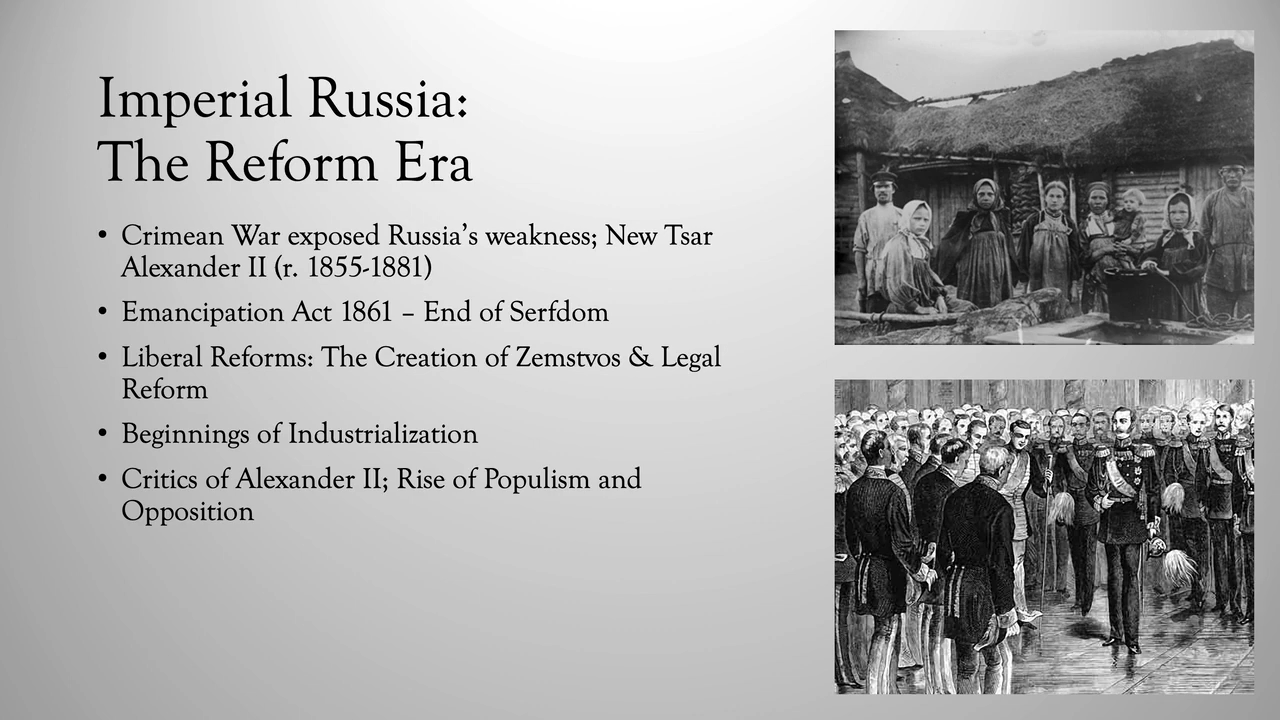 Imperial Russia:
The Reform Era
• Crimean War exposed Russia’s weakness; New Tsar
Alexander II (r. 1855-1881)
• Emancipation Act 1861 – End of Serfdom
• Liberal Reforms: The Creation of Zemstvos & Legal
Reform
• Beginnings of Industrialization
• Critics of Alexander II; Rise of Populism and
Opposition